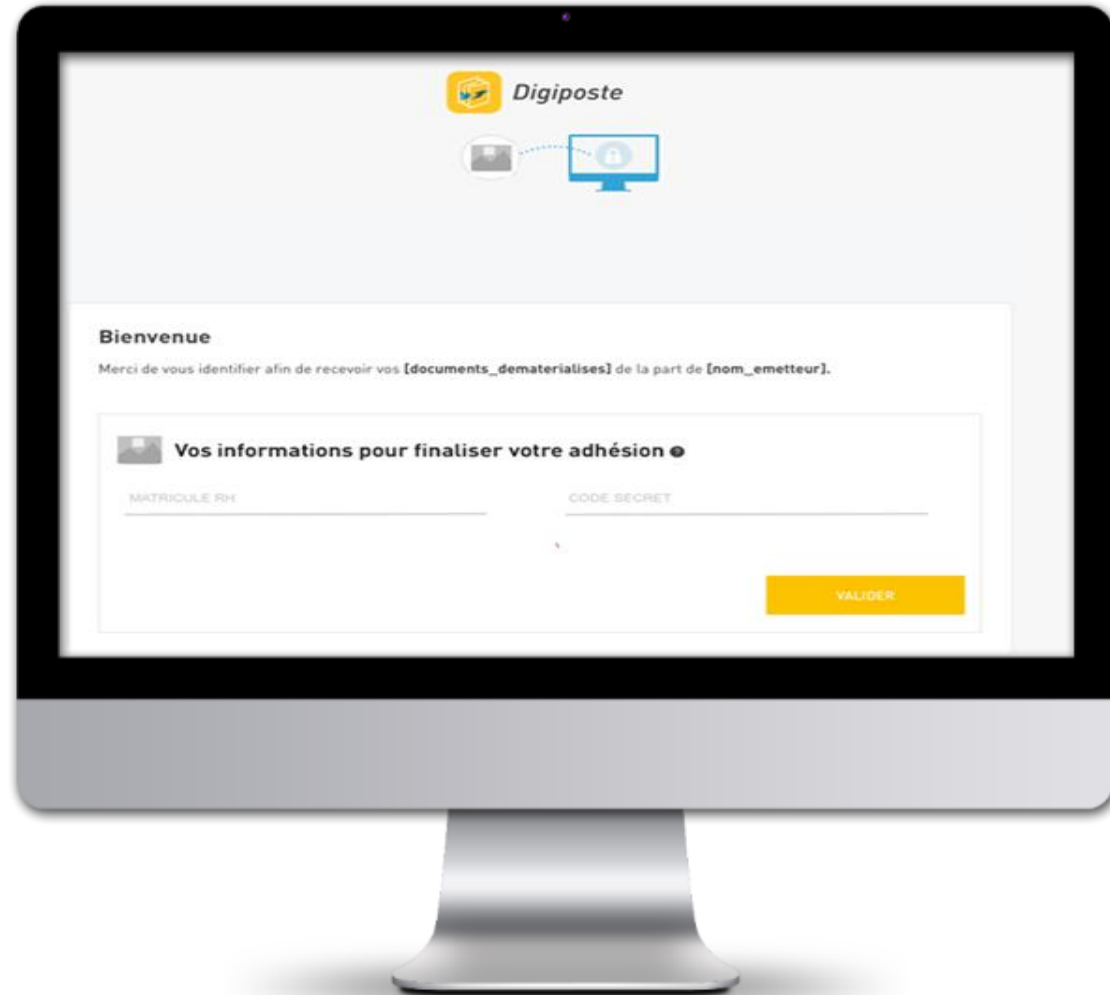 Digiposte
Bienvenue
Merci de vous identifier afin de recevoir vos [documents_dematerialises] de la part de [nom_emetteur].
Vos informations pour finaliser votre adhésion ?
MATRICULE RH
CODE SECRET
VALIDER